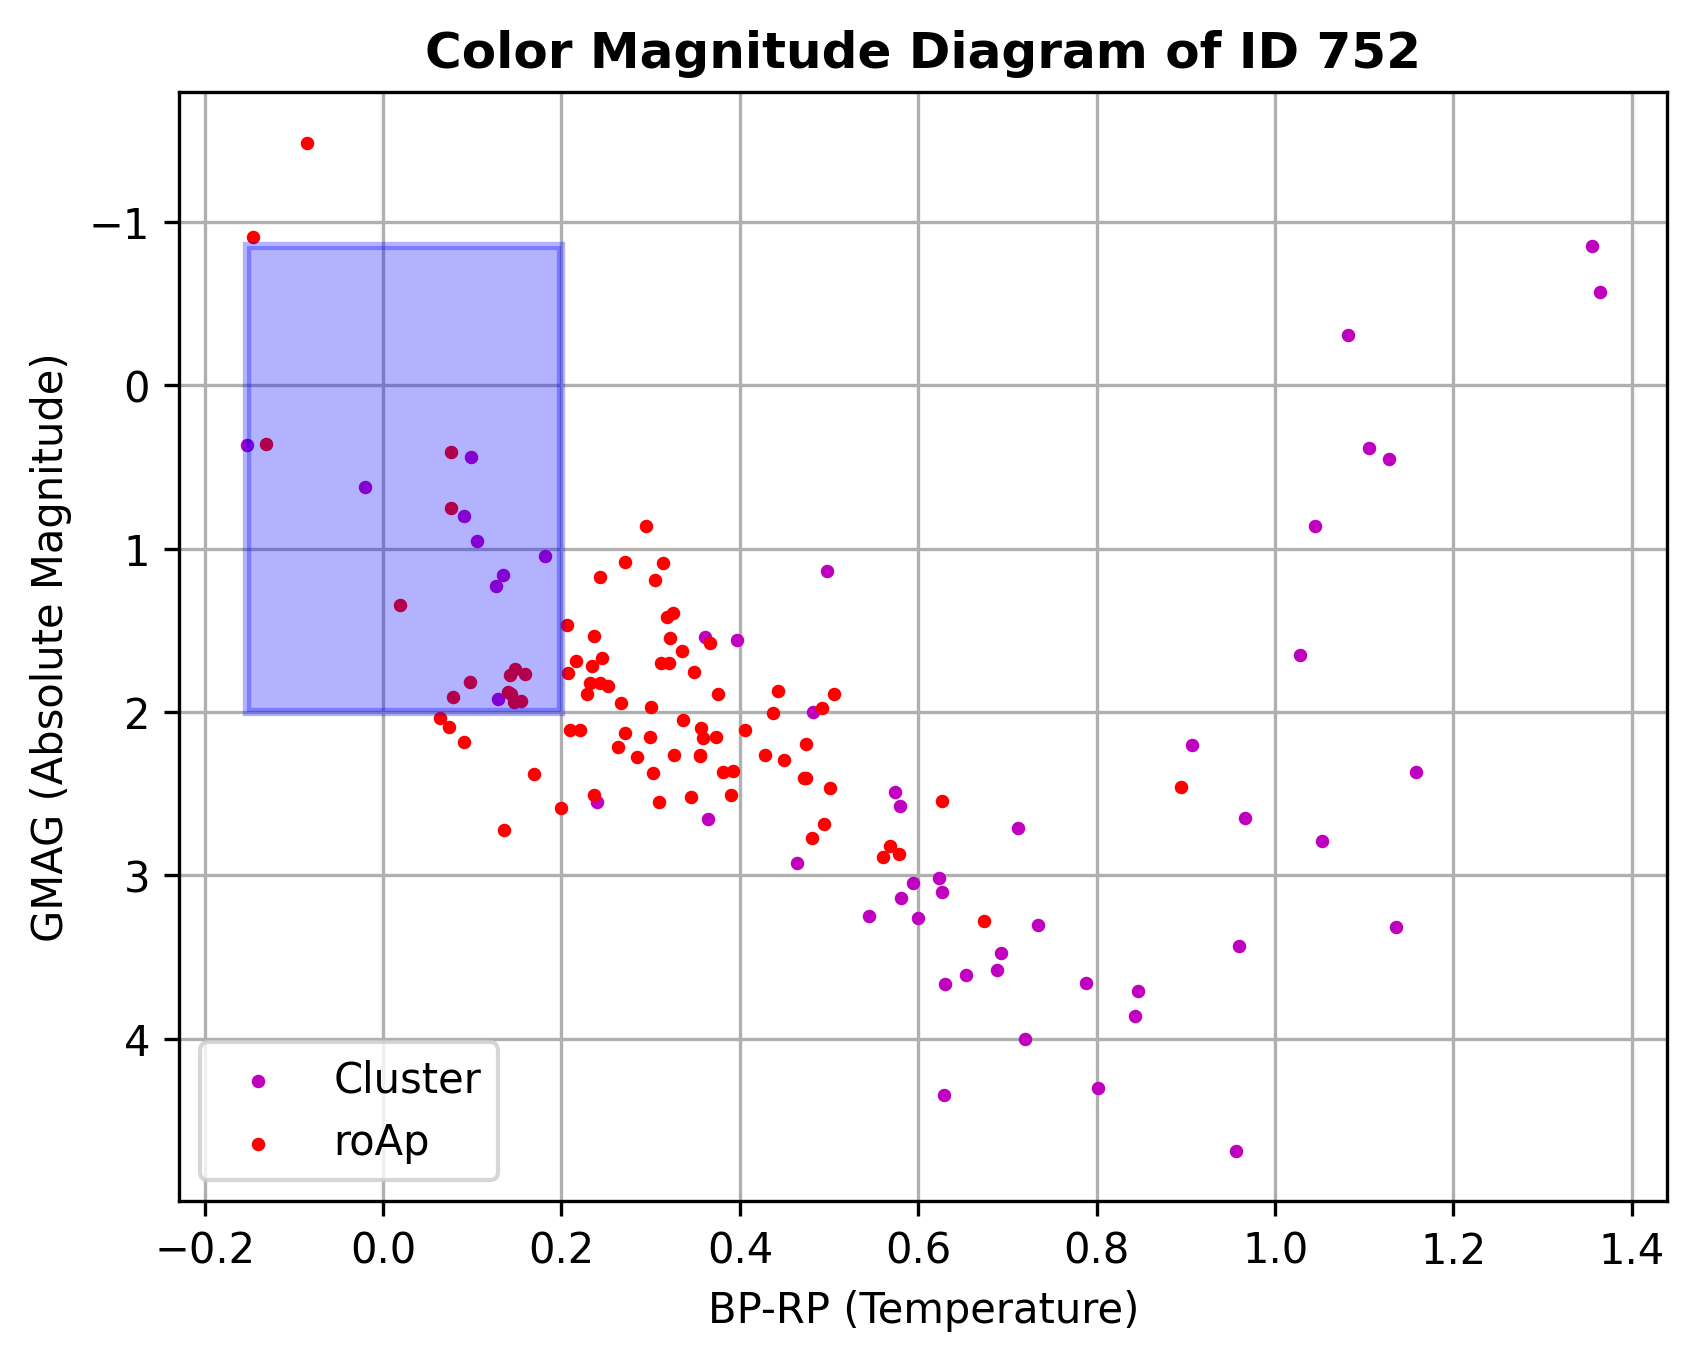 Color Magnitude Diagram of ID 752
GMAG (Absolute Magnitude)
−1
0
1
2
3
4
Cluster
roAp
−0.2 0.0 0.2 0.4 0.6 0.8 1.0 1.2 1.4
BP-RP (Temperature)